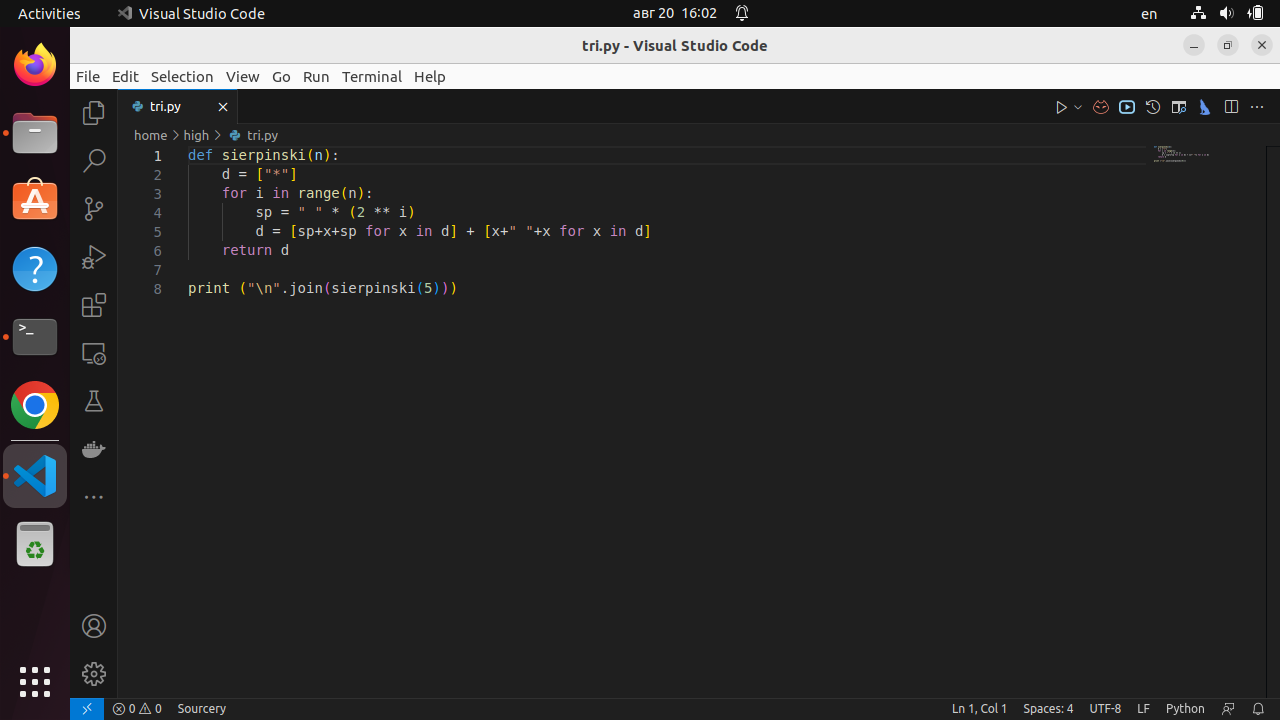 Activities Visual Studio Code авг 20 16:02 en
tri.py - Visual Studio Code
File Edit Selection View Go Run Terminal Help
tri.py
home high tri.py
1 def sierpinski(n):
2 d = ["*"]
3 for i in range(n):
4 sp = " " * (2 ** i)
5 d = [sp+x+sp for x in d] + [x+" "+x for x in d]
6 return d
7
8 print ("\n".join(sierpinski(5)))
0 0 Sourcery Ln 1, Col 1 Spaces: 4 UTF-8 LF Python